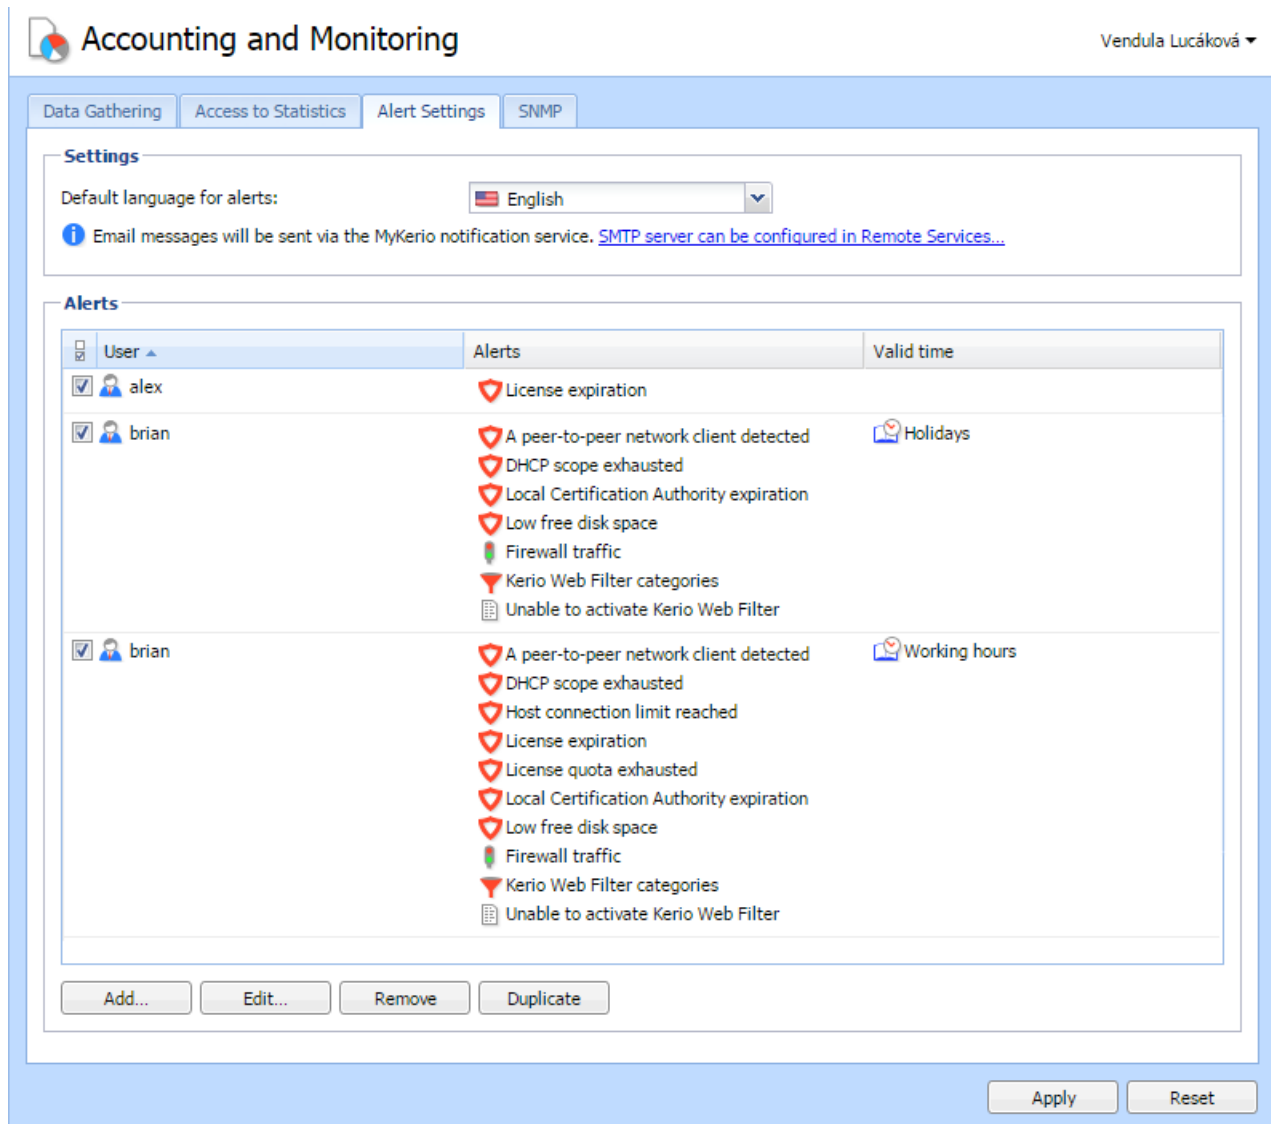 Accounting and Monitoring
Vendula Lucáková
Data Gathering
Access to Statistics
Alert Settings
SNMP
Settings
Default language for alerts:
English
Email messages will be sent via the MyKerio notification service. SMTP server can be configured in Remote Services...
Alerts
User
Alerts
Valid time
alex
License expiration
brian
A peer-to-peer network client detected
Holidays
DHCP scope exhausted
Local Certification Authority expiration
Low free disk space
Firewall traffic
Kerio Web Filter categories
Unable to activate Kerio Web Filter
brian
A peer-to-peer network client detected
Working hours
DHCP scope exhausted
Host connection limit reached
License expiration
License quota exhausted
Local Certification Authority expiration
Low free disk space
Firewall traffic
Kerio Web Filter categories
Unable to activate Kerio Web Filter
Add...
Edit...
Remove
Duplicate
Apply
Reset